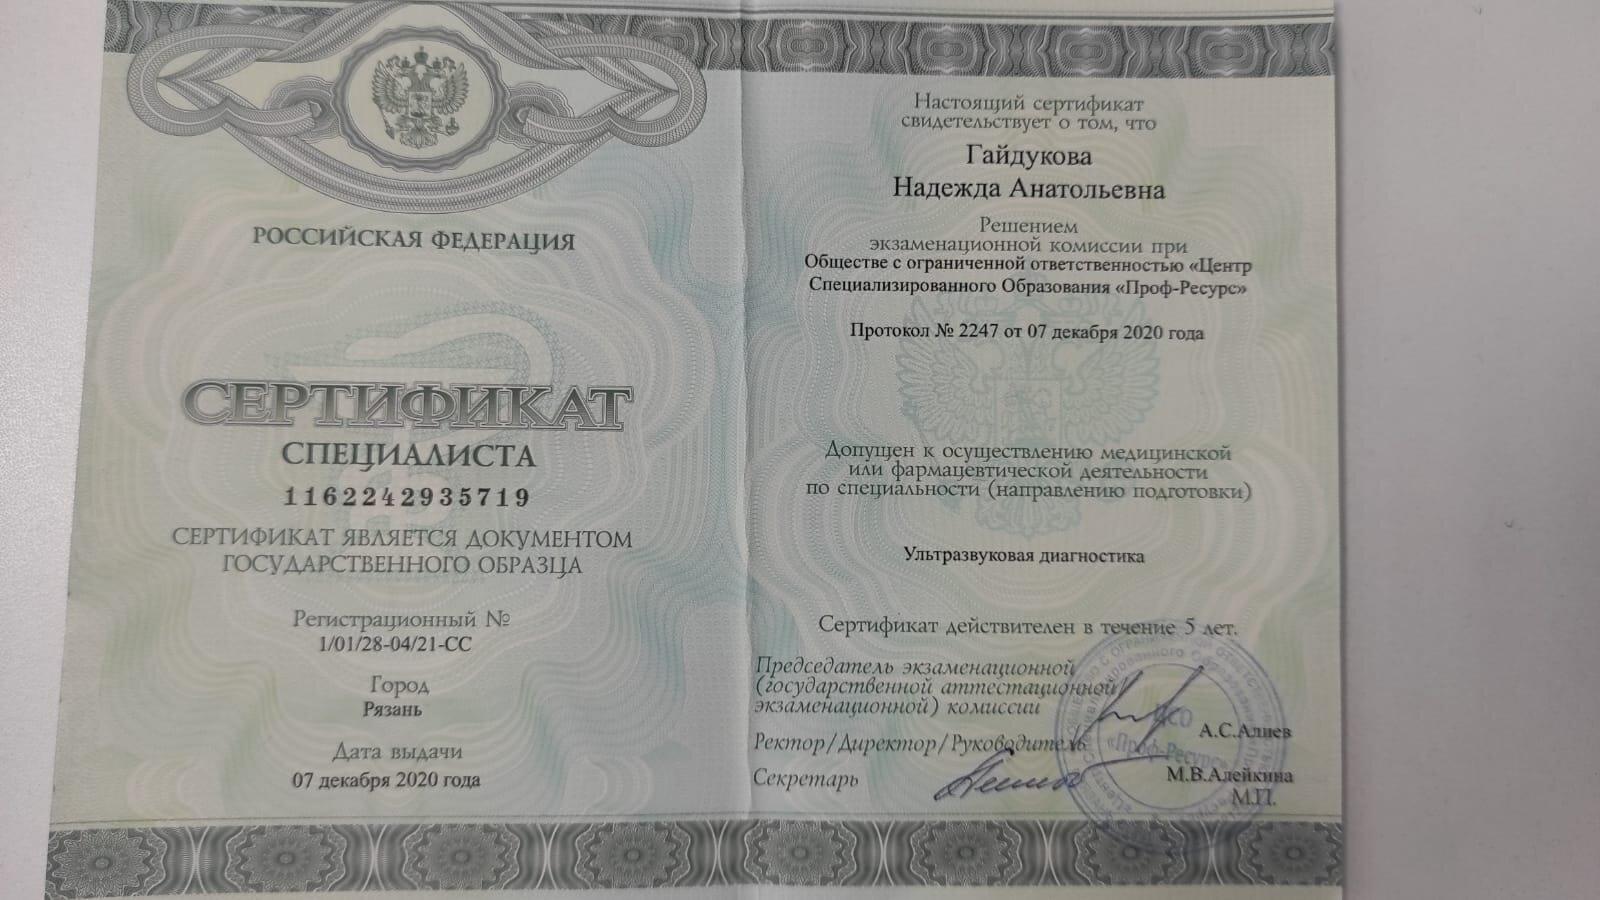 РОССИЙСКАЯ ФЕДЕРАЦИЯ
СЕРТИФИКАТ
СПЕЦИАЛИСТА
1162242935719
СЕРТИФИКАТ ЯВЛЯЕТСЯ ДОКУМЕНТОМ
ГОСУДАРСТВЕННОГО ОБРАЗЦА
Регистрационный №
1/01/28-04/21-СС
Город
Рязань
Дата выдачи
07 декабря 2020 года
Настоящий сертификат
свидетельствует о том, что
Гайдукова
Надежда Анатольевна
Решением
экзаменационной комиссии при
Обществе с ограниченной ответственностью «Центр
Специализированного Образования «Проф-Ресурс»
Протокол № 2247 от 07 декабря 2020 года
Допущен к осуществлению медицинской
или фармацевтической деятельности
по специальности (направлению подготовки)
Ультразвуковая диагностика
Сертификат действителен в течение 5 лет.
Председатель экзаменационной
(государственной аттестационной
экзаменационной) комиссии
А.С.Алиев
Ректор/Директор/Руководитель
Секретарь
М.В.Алейкина
М.П.
ЦСО
«Проф-Ресурс»